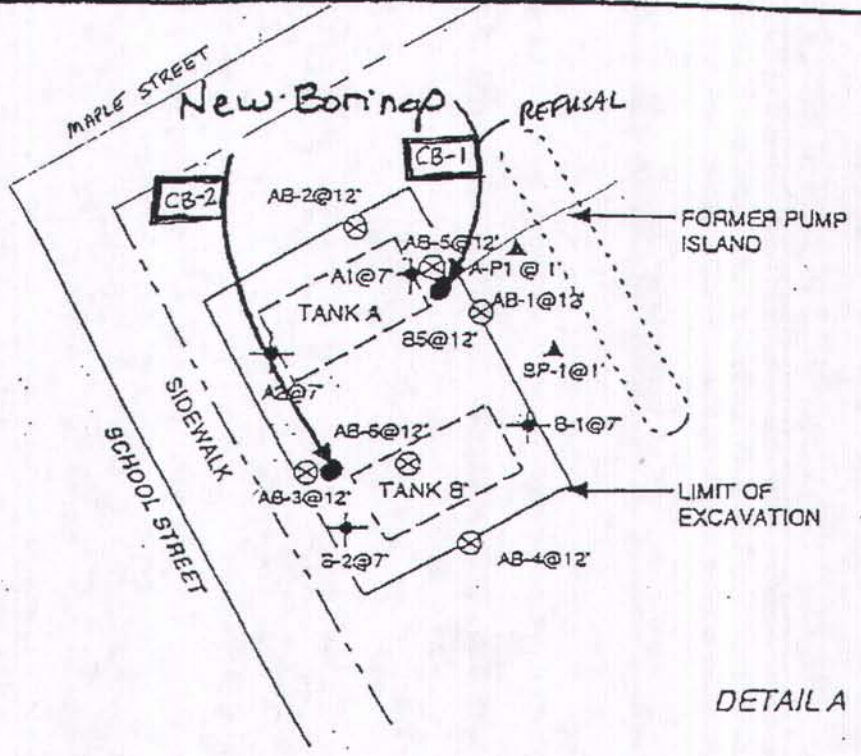 MAPLE STREET
New Borings
REFUSAL
CB-1
CB-2
AB-2@12'
FORMER PUMP
ISLAND
AB-5@12'
A1@7'
A-P1@1'
TANK A
AB-1@13'
B5@12'
BP-1@1'
A2@7'
SIDEWALK
AB-6@12'
B-1@7'
SCHOOL STREET
AB-3@12'
TANK B
LIMIT OF
EXCAVATION
B-2@7'
AB-4@12'
DETAIL A